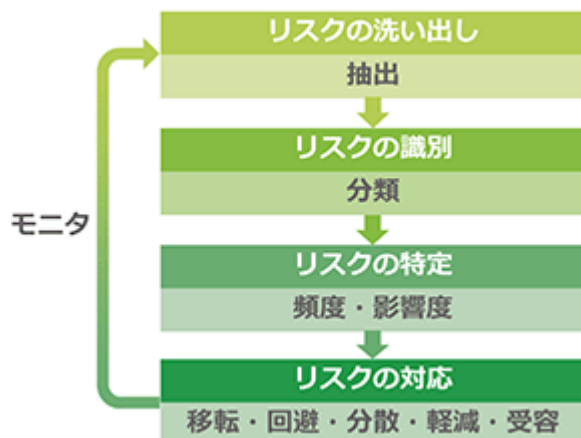 リスクの洗い出し
抽出
リスクの識別
分類
モニタ
リスクの特定
頻度・影響度
リスクの対応
移転・回避・分散・軽減・受容